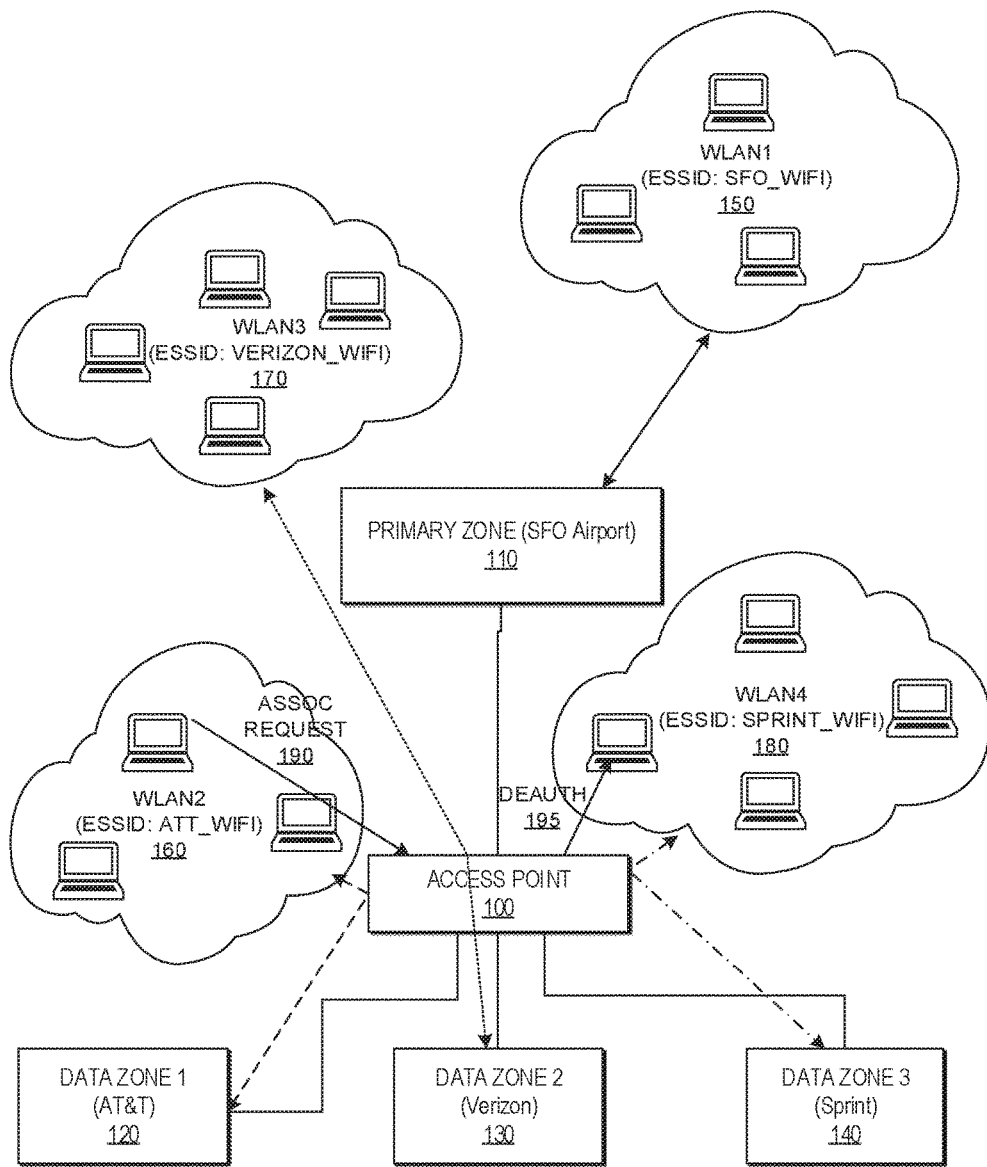 WLAN1
(ESSID: SFO_WIFI)
150
WLAN3
(ESSID: VERIZON_WIFI)
170
PRIMARY ZONE (SFO Airport)
110
ASSOC
REQUEST
190
WLAN2
(ESSID: ATT_WIFI)
160
WLAN4
(ESSID: SPRINT_WIFI)
180
DEAUTH
195
ACCESS POINT
100
DATA ZONE 1
(AT&T)
120
DATA ZONE 2
(Verizon)
130
DATA ZONE 3
(Sprint)
140